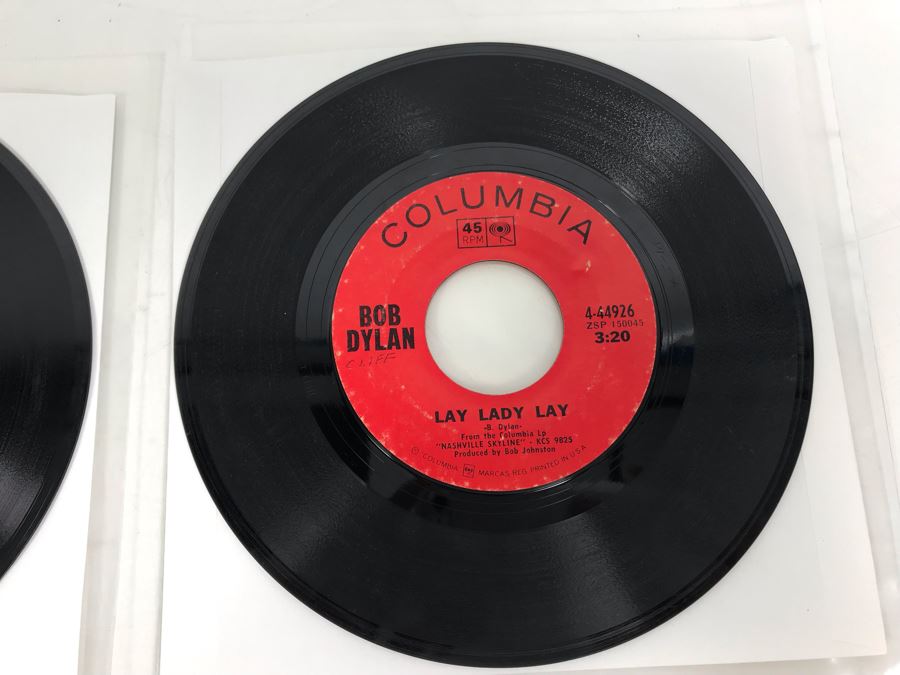 COLUMBIA
45
RPM
BOB
DYLAN
CLIFF
4-44926
ZSP 150045
3:20
LAY LADY LAY
-B. Dylan-
From the Columbia Lp
"NASHVILLE SKYLINE" - KCS 9825
Produced by Bob Johnston
© COLUMBIA MARCAS REG. PRINTED IN U.S.A.